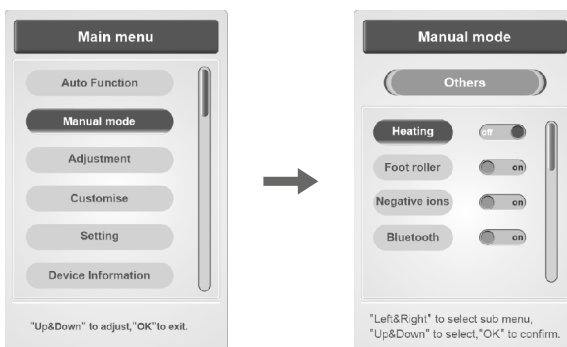 Main menu
Auto Function
Manual mode
Adjustment
Customise
Setting
Device Information
"Up&Down" to adjust,"OK"to exit.
Manual mode
Others
Heating off
Foot roller on
Negative ions on
Bluetooth on
"Left&Right" to select sub menu,
"Up&Down" to select,"OK" to confirm.